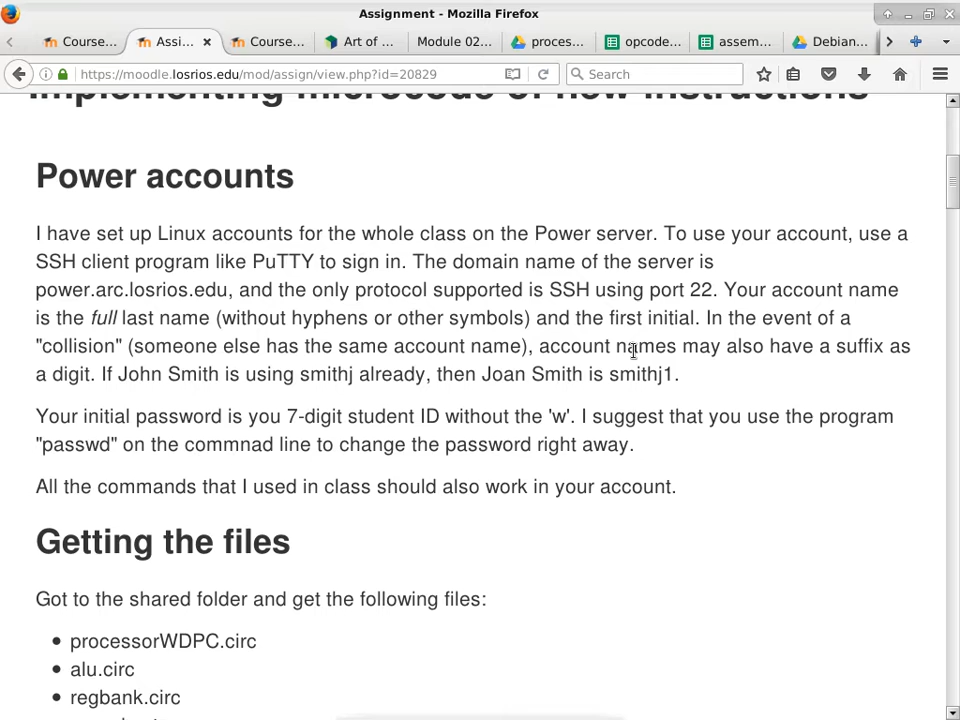 Assignment - Mozilla Firefox
Course... Assi... Course... Art of ... Module 02... proces... opcode... assem... Debian...
https://moodle.losrios.edu/mod/assign/view.php?id=20829 Search
Implementing microcode of new instructions
Power accounts
I have set up Linux accounts for the whole class on the Power server. To use your account, use a
SSH client program like PuTTY to sign in. The domain name of the server is
power.arc.losrios.edu, and the only protocol supported is SSH using port 22. Your account name
is the full last name (without hyphens or other symbols) and the first initial. In the event of a
"collision" (someone else has the same account name), account names may also have a suffix as
a digit. If John Smith is using smithj already, then Joan Smith is smithj1.
Your initial password is you 7-digit student ID without the 'w'. I suggest that you use the program
"passwd" on the commnad line to change the password right away.
All the commands that I used in class should also work in your account.
Getting the files
Got to the shared folder and get the following files:
processorWDPC.circ
alu.circ
regbank.circ